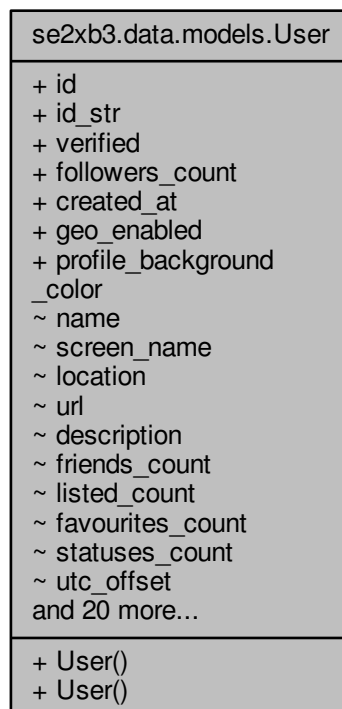 se2xb3.data.models.User
+ id
+ id_str
+ verified
+ followers_count
+ created_at
+ geo_enabled
+ profile_background
_color
~ name
~ screen_name
~ location
~ url
~ description
~ friends_count
~ listed_count
~ favourites_count
~ statuses_count
~ utc_offset
and 20 more...
+ User()
+ User()